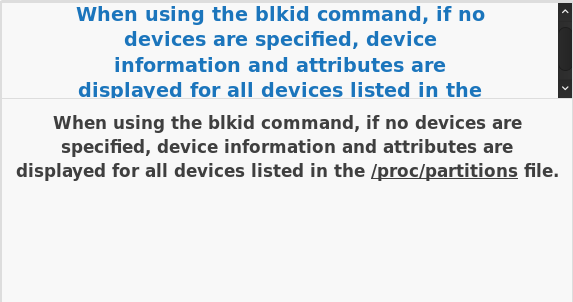 When using the blkid command, if no
devices are specified, device
information and attributes are
displayed for all devices listed in the
When using the blkid command, if no devices are
specified, device information and attributes are
displayed for all devices listed in the /proc/partitions file.